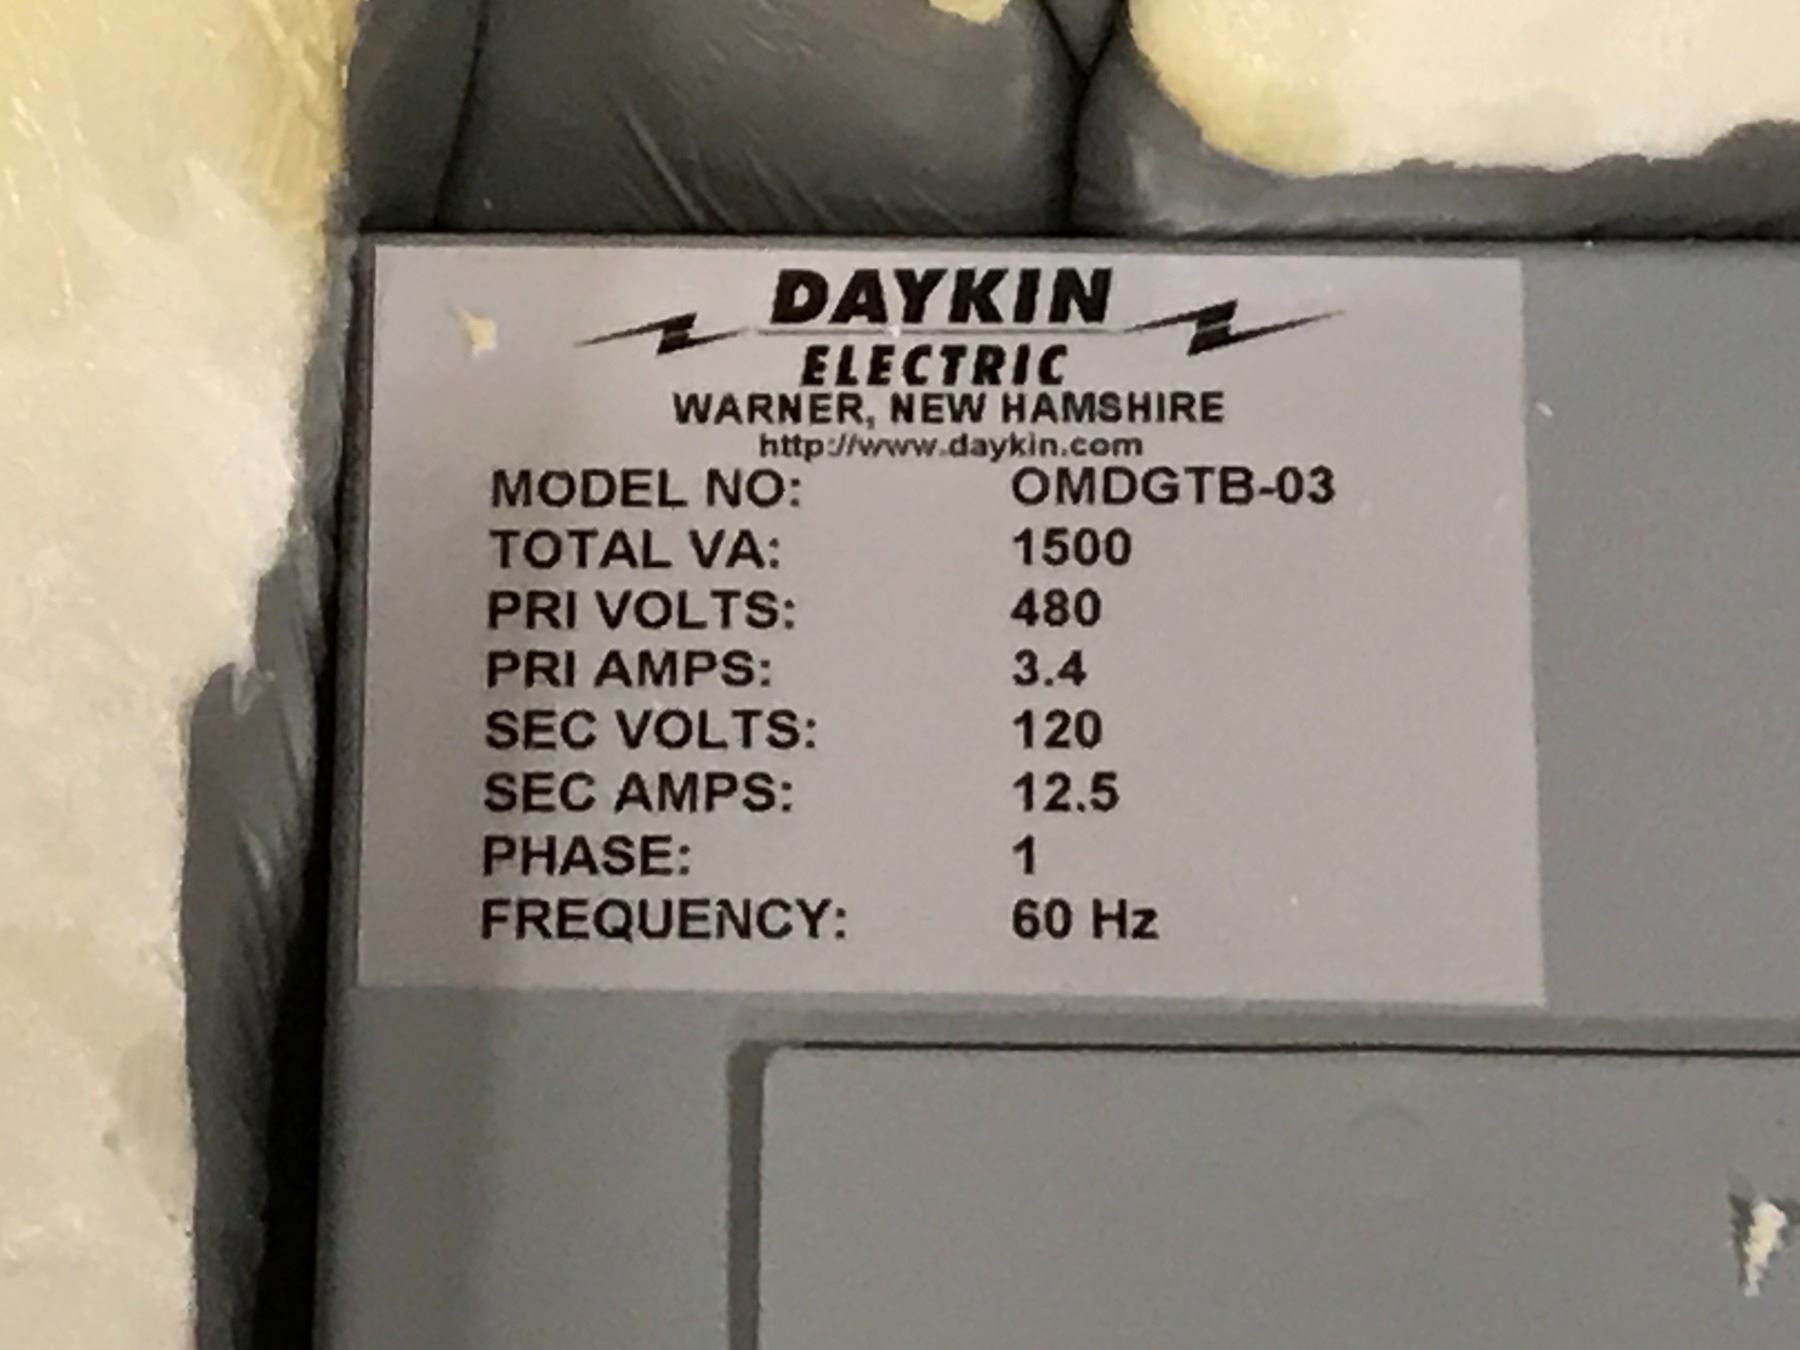 DAYKIN
ELECTRIC
WARNER, NEW HAMSHIRE
http://www.daykin.com
MODEL NO: OMDGTB-03
TOTAL VA: 1500
PRI VOLTS: 480
PRI AMPS: 3.4
SEC VOLTS: 120
SEC AMPS: 12.5
PHASE: 1
FREQUENCY: 60 Hz